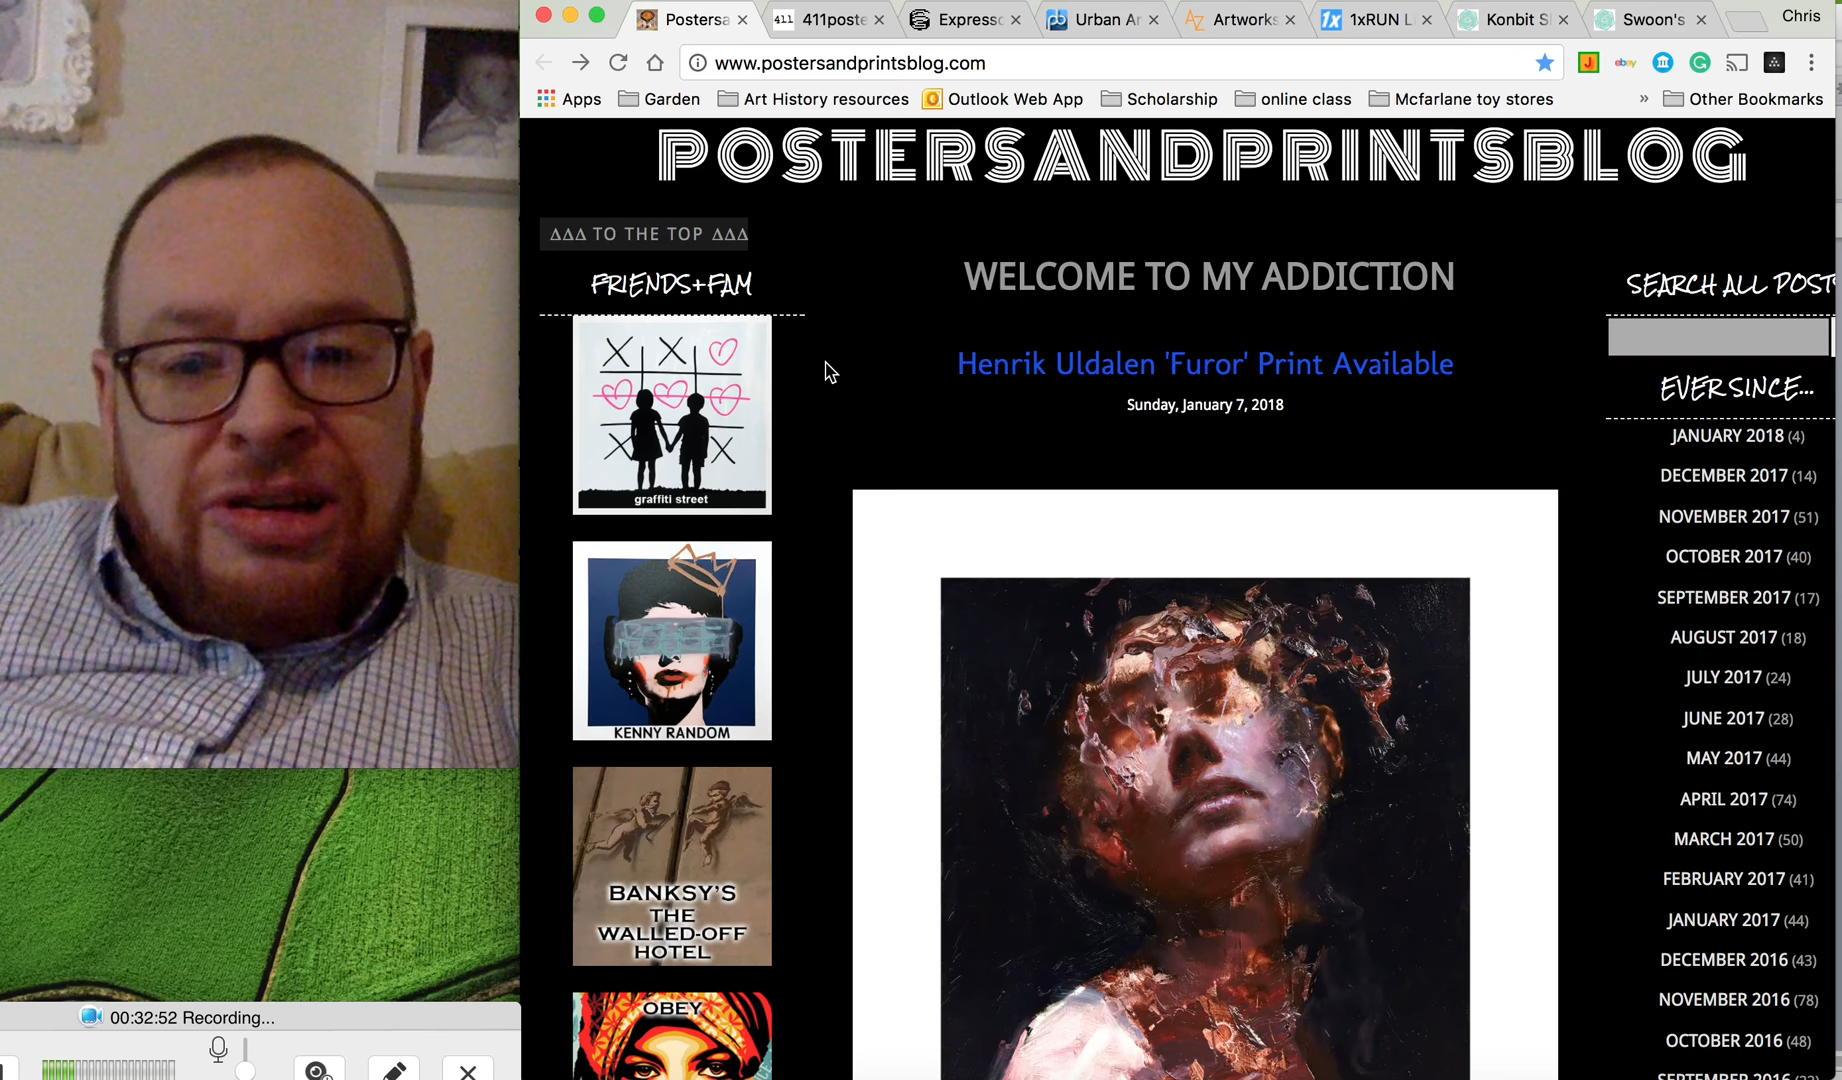 Postersa
411poste
Expresso
Urban Ar
Artworks
1xRUN L
Konbit S
Swoon's
Chris
www.postersandprintsblog.com
Apps
Garden
Art History resources
Outlook Web App
Scholarship
online class
Mcfarlane toy stores
»
Other Bookmarks
POSTERSANDPRINTSBLOG
∆∆∆ TO THE TOP ∆∆∆
FRIENDS+FAM
graffiti street
KENNY RANDOM
BANKSY'S
THE
WALLED-OFF
HOTEL
OBEY
WELCOME TO MY ADDICTION
Henrik Uldalen 'Furor' Print Available
Sunday, January 7, 2018
SEARCH ALL POSTS
EVER SINCE...
JANUARY 2018 (4)
DECEMBER 2017 (14)
NOVEMBER 2017 (51)
OCTOBER 2017 (40)
SEPTEMBER 2017 (17)
AUGUST 2017 (18)
JULY 2017 (24)
JUNE 2017 (28)
MAY 2017 (44)
APRIL 2017 (74)
MARCH 2017 (50)
FEBRUARY 2017 (41)
JANUARY 2017 (44)
DECEMBER 2016 (43)
NOVEMBER 2016 (78)
OCTOBER 2016 (48)
00:32:52 Recording...